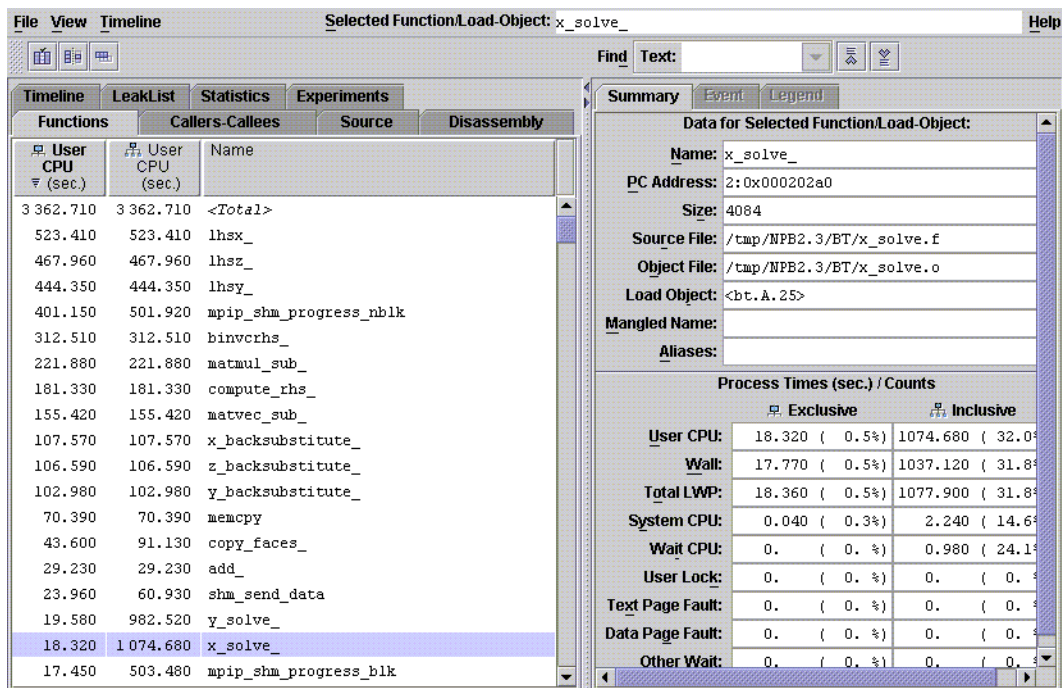 File View Timeline Selected Function/Load-Object: x_solve_ Help
Find Text:
Timeline LeakList Statistics Experiments
Functions Callers-Callees Source Disassembly
User CPU (sec.) User CPU (sec.) Name
3 362.710 3 362.710 <Total>
523.410 523.410 lhsx_
467.960 467.960 lhsz_
444.350 444.350 lhsy_
401.150 501.920 mpip_shm_progress_nblk
312.510 312.510 binvcrhs_
221.880 221.880 matmul_sub_
181.330 181.330 compute_rhs_
155.420 155.420 matvec_sub_
107.570 107.570 x_backsubstitute_
106.590 106.590 z_backsubstitute_
102.980 102.980 y_backsubstitute_
70.390 70.390 memcpy
43.600 91.130 copy_faces_
29.230 29.230 add_
23.960 60.930 shm_send_data
19.580 982.520 y_solve_
18.320 1 074.680 x_solve_
17.450 503.480 mpip_shm_progress_blk
Summary Event Legend
Data for Selected Function/Load-Object:
Name: x_solve_
PC Address: 2:0x000202a0
Size: 4084
Source File: /tmp/NPB2.3/BT/x_solve.f
Object File: /tmp/NPB2.3/BT/x_solve.o
Load Object: <bt.A.25>
Mangled Name:
Aliases:
Process Times (sec.) / Counts
Exclusive Inclusive
User CPU: 18.320 ( 0.5%) 1074.680 ( 32.0%
Wall: 17.770 ( 0.5%) 1037.120 ( 31.8%
Total LWP: 18.360 ( 0.5%) 1077.900 ( 31.8%
System CPU: 0.040 ( 0.3%) 2.240 ( 14.6%
Wait CPU: 0. ( 0. %) 0.980 ( 24.1%
User Lock: 0. ( 0. %) 0. ( 0. %
Text Page Fault: 0. ( 0. %) 0. ( 0. %
Data Page Fault: 0. ( 0. %) 0. ( 0. %
Other Wait: 0. ( 0. %) 0. ( 0. %